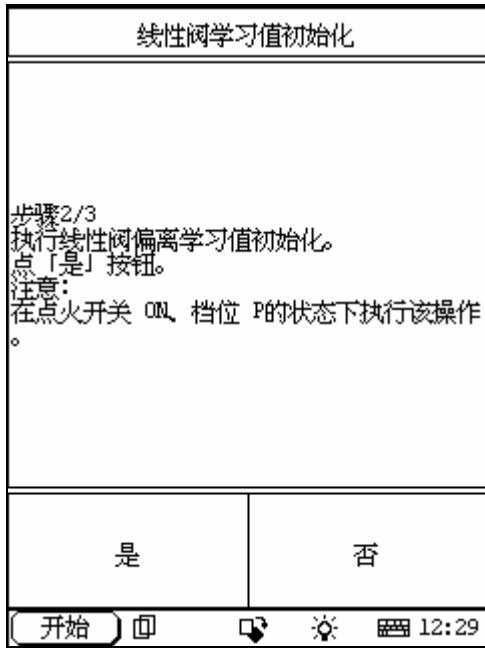 线性阀学习值初始化
步骤2/3
执行线性阀偏离学习值初始化。
点「是」按钮。
注意：
在点火开关 ON、档位 P的状态下执行该操作
。
是
否
开始 12:29